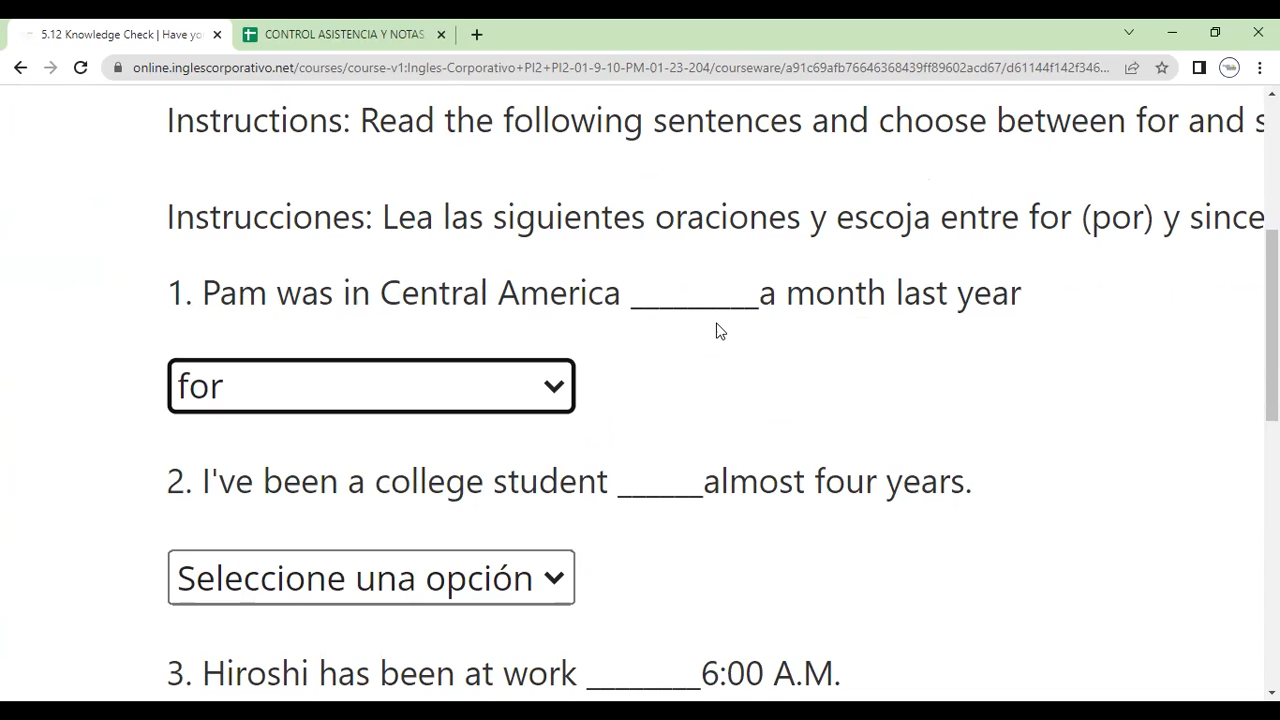 5.12 Knowledge Check | Have yo
CONTROL ASISTENCIA Y NOTAS
online.inglescorporativo.net/courses/course-v1:Ingles-Corporativo+PI2+PI2-01-9-10-PM-01-23-204/courseware/a91c69afb76646368439ff89602acd67/d61144f142f346...
Instructions: Read the following sentences and choose between for and s
Instrucciones: Lea las siguientes oraciones y escoja entre for (por) y since
1. Pam was in Central America _________a month last year
for
2. I've been a college student ______almost four years.
Seleccione una opción
3. Hiroshi has been at work ________6:00 A.M.